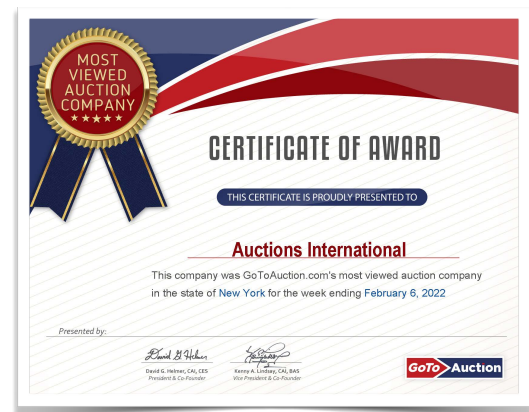 MOST
VIEWED
AUCTION
COMPANY
CERTIFICATE OF AWARD
THIS CERTIFICATE IS PROUDLY PRESENTED TO
Auctions International
This company was GoToAuction.com's most viewed auction company
in the state of New York for the week ending February 6, 2022
Presented by:
David G. Helmer
David G. Helmer, CAI, CES
President & Co-Founder
Kenny A. Lindsay, CAI, BAS
Vice President & Co-Founder
GoTo Auction